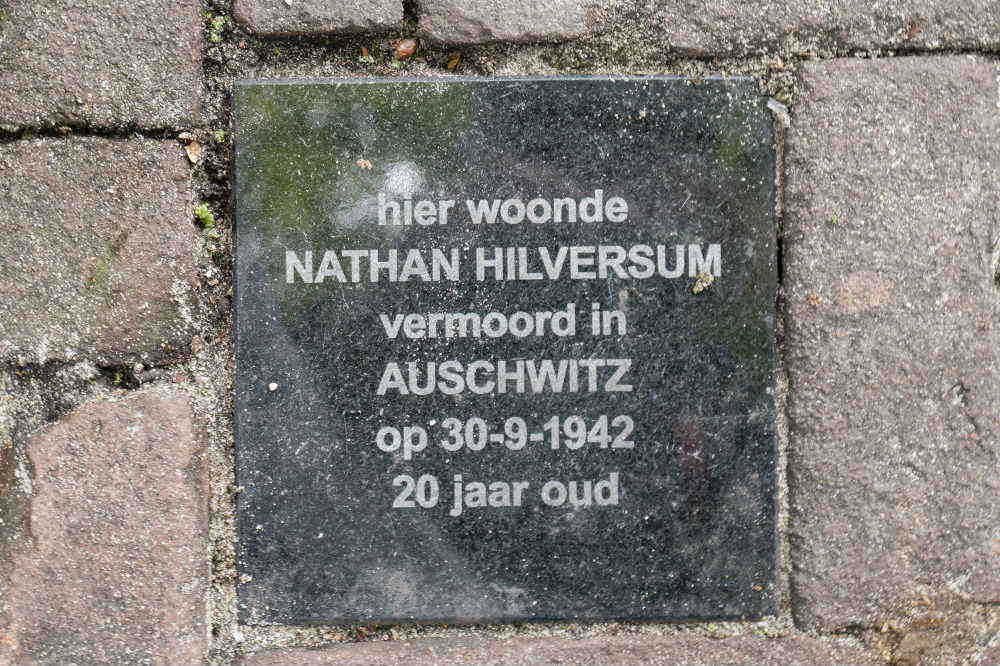 hier woonde
NATHAN HILVERSUM
vermoord in
AUSCHWITZ
op 30-9-1942
20 jaar oud